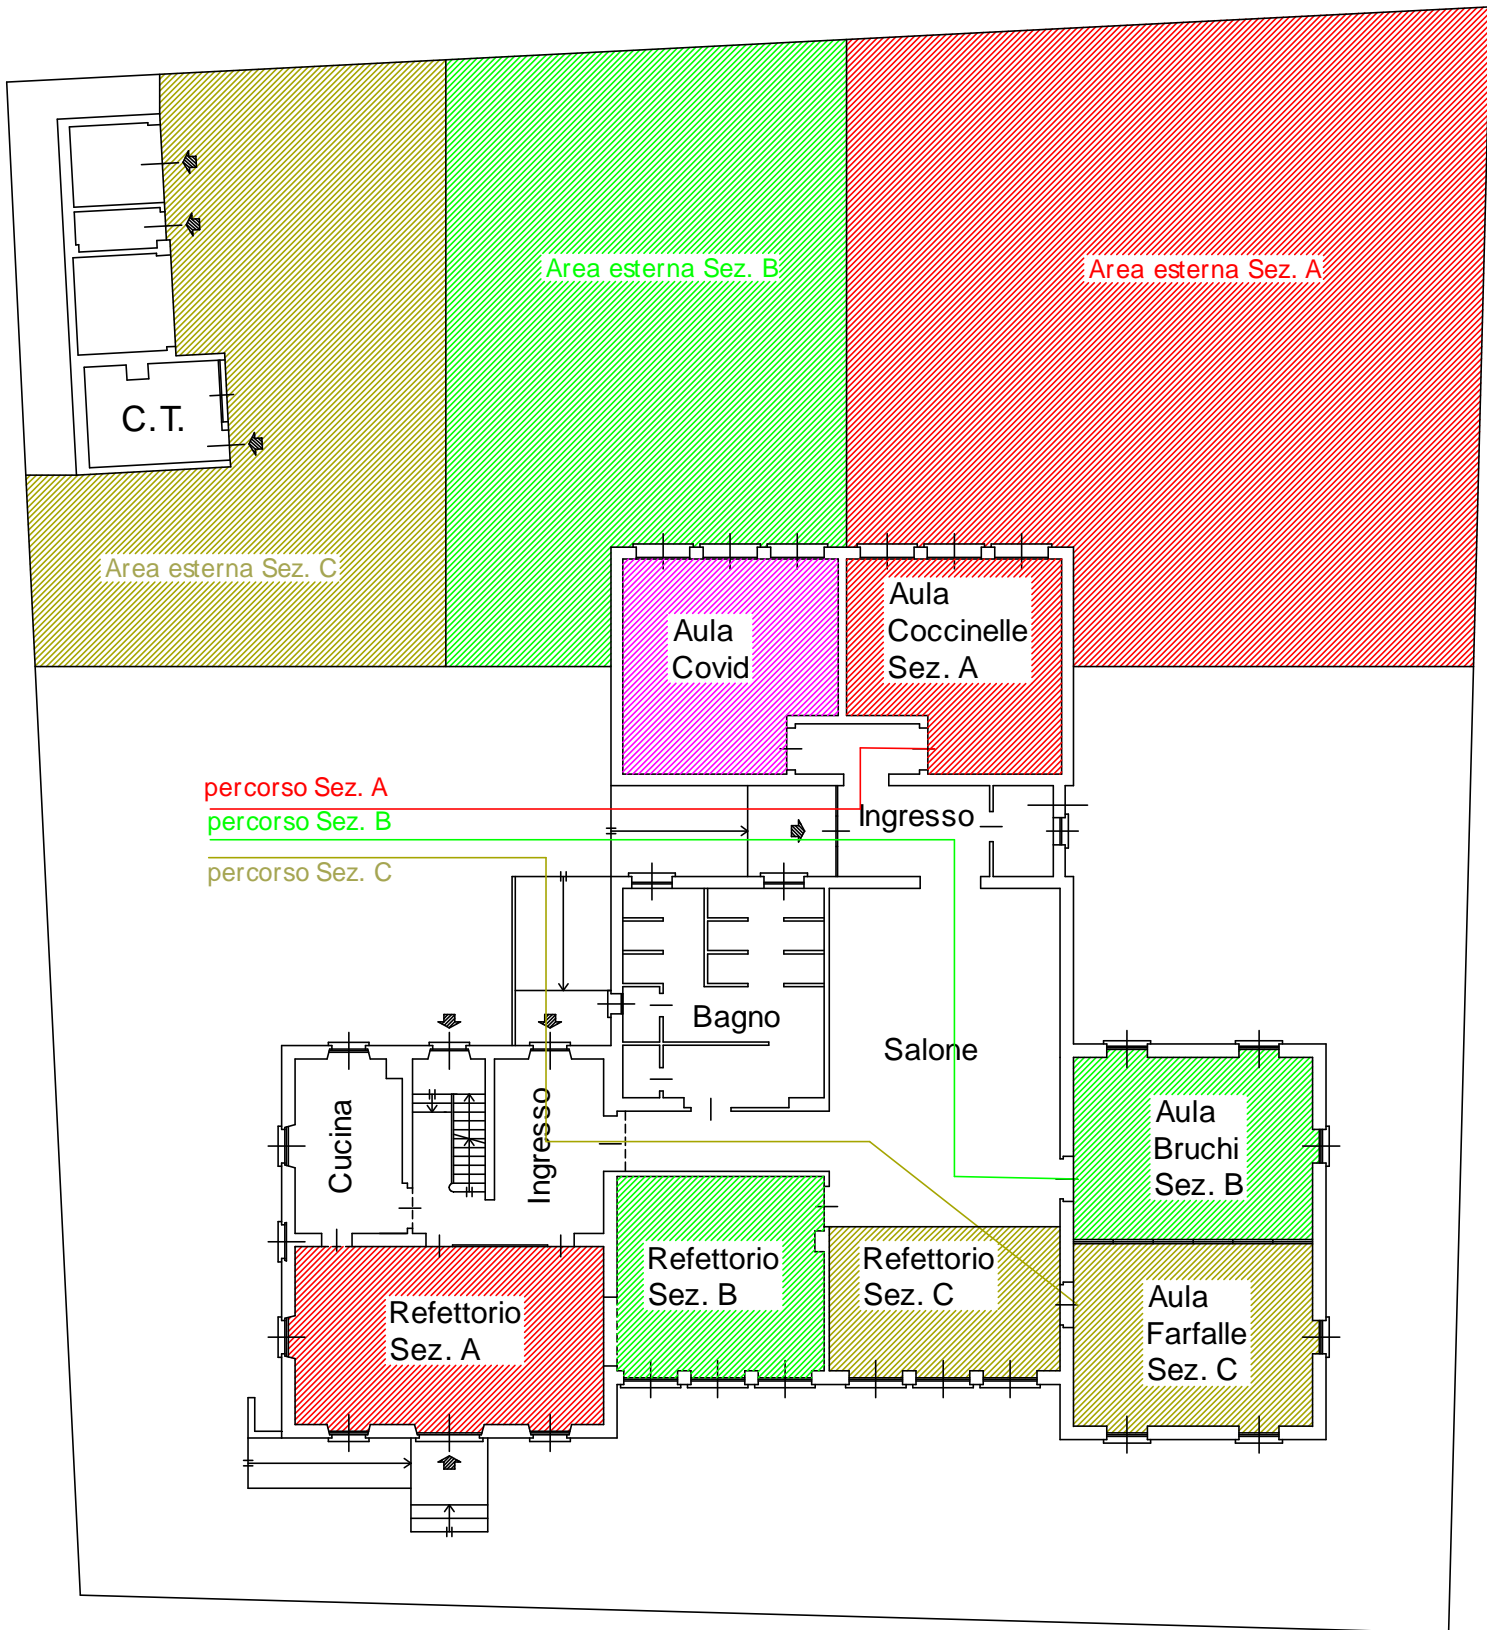 Area esterna Sez. B
Area esterna Sez. A
C.T.
Area esterna Sez. C
Aula
Covid
Aula
Coccinelle
Sez. A
percorso Sez. A
percorso Sez. B
percorso Sez. C
Ingresso
Bagno
Salone
Cucina
Ingresso
Aula
Bruchi
Sez. B
Refettorio
Sez. A
Refettorio
Sez. B
Refettorio
Sez. C
Aula
Farfalle
Sez. C